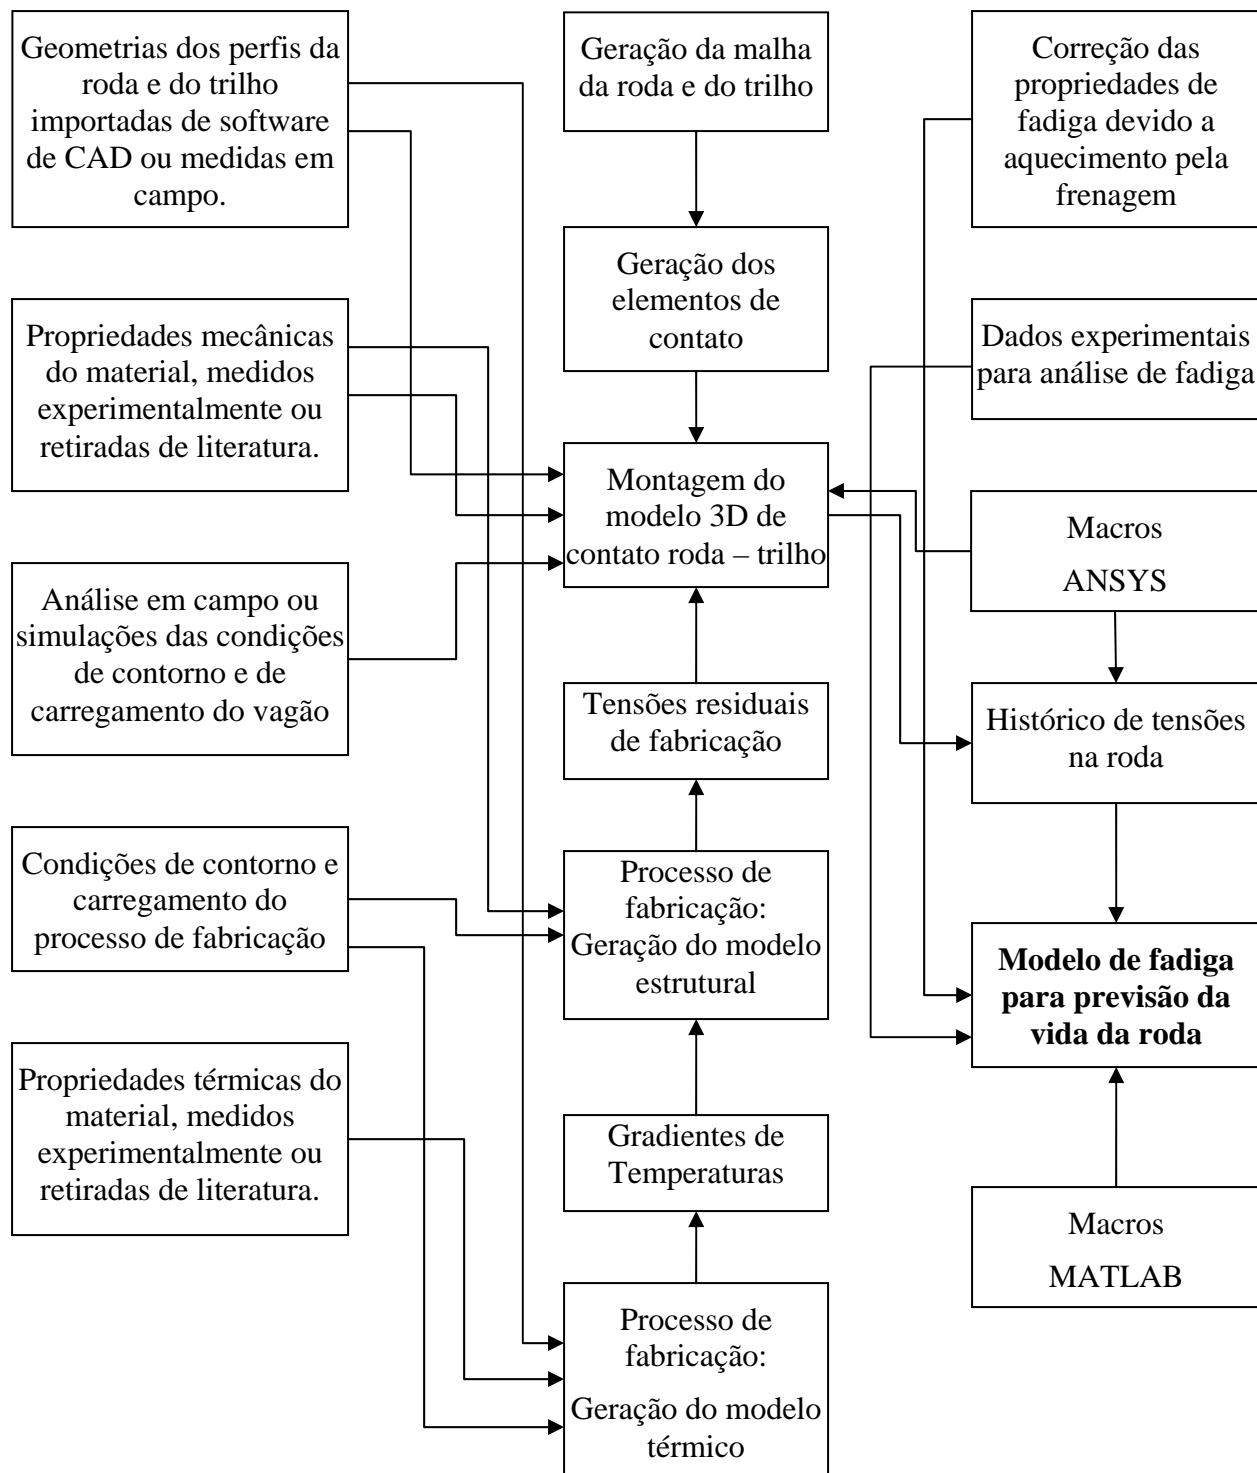 Geometrias dos perfis da
roda e do trilho
importadas de software
de CAD ou medidas em
campo.
Propriedades mecânicas
do material, medidos
experimentalmente ou
retiradas de literatura.
Análise em campo ou
simulações das condições
de contorno e de
carregamento do vagão
Condições de contorno e
carregamento do
processo de fabricação
Propriedades térmicas do
material, medidos
experimentalmente ou
retiradas de literatura.
Geração da malha
da roda e do trilho
Geração dos
elementos de
contato
Montagem do
modelo 3D de
contato roda – trilho
Tensões residuais
de fabricação
Processo de
fabricação:
Geração do modelo
estrutural
Gradientes de
Temperaturas
Processo de
fabricação:
Geração do modelo
térmico
Correção das
propriedades de
fadiga devido a
aquecimento pela
frenagem
Dados experimentais
para análise de fadiga
Macros
ANSYS
Histórico de tensões
na roda
Modelo de fadiga
para previsão da
vida da roda
Macros
MATLAB